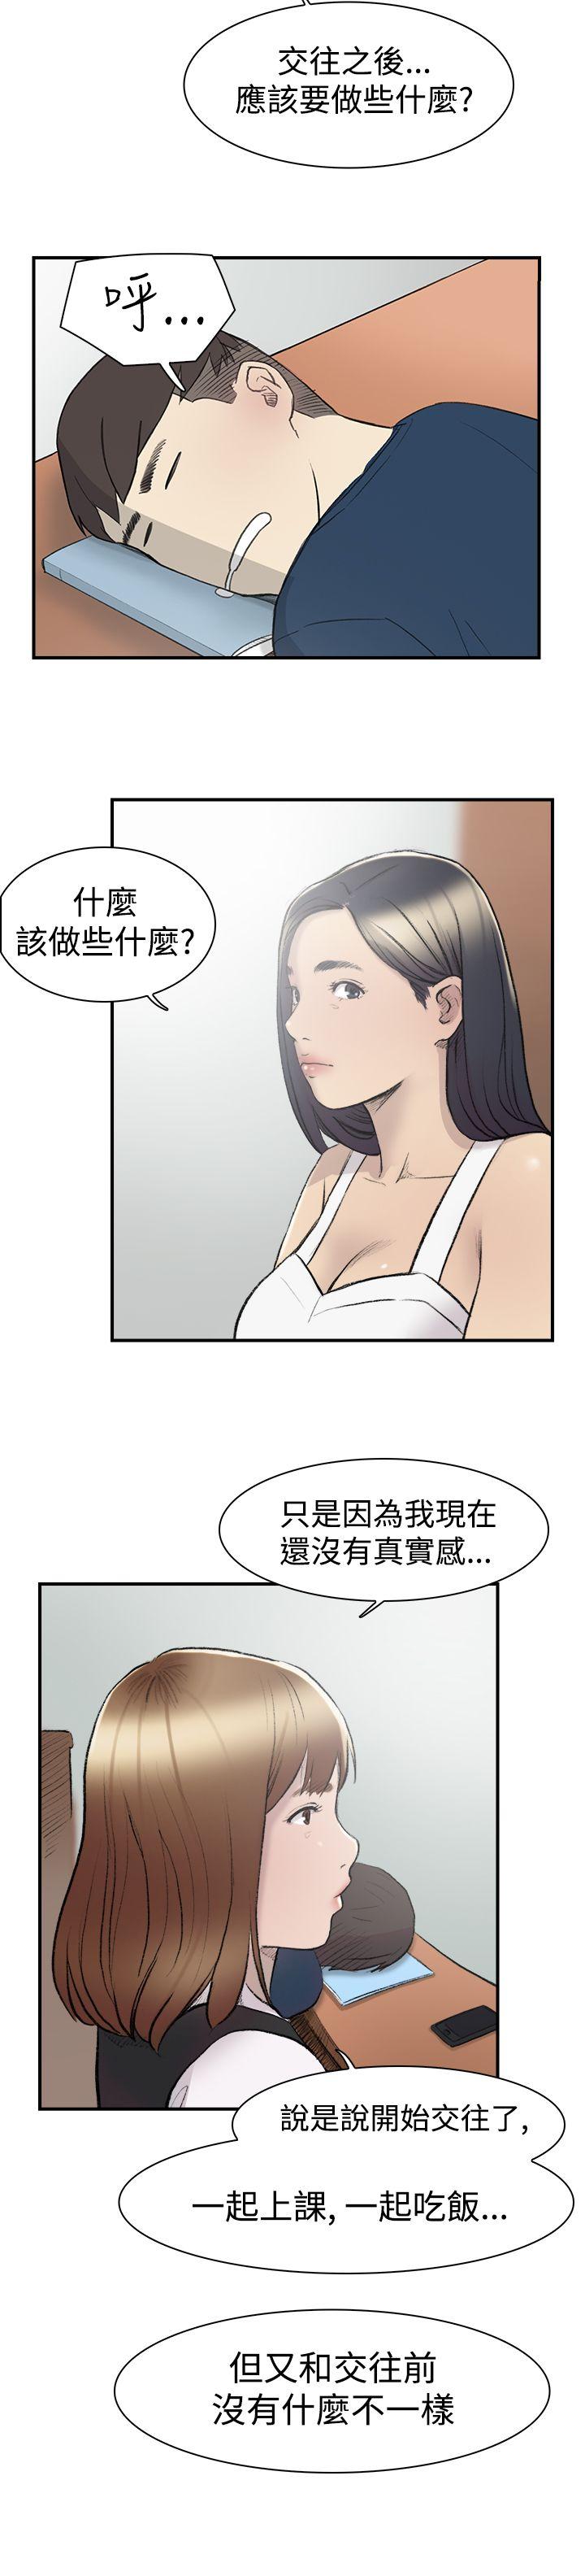 交往之後...
應該要做些什麼?
呼...
什麼
該做些什麼?
只是因為我現在
還沒有真實感...
說是說開始交往了,
一起上課, 一起吃飯...
但又和交往前
沒有什麼不一樣